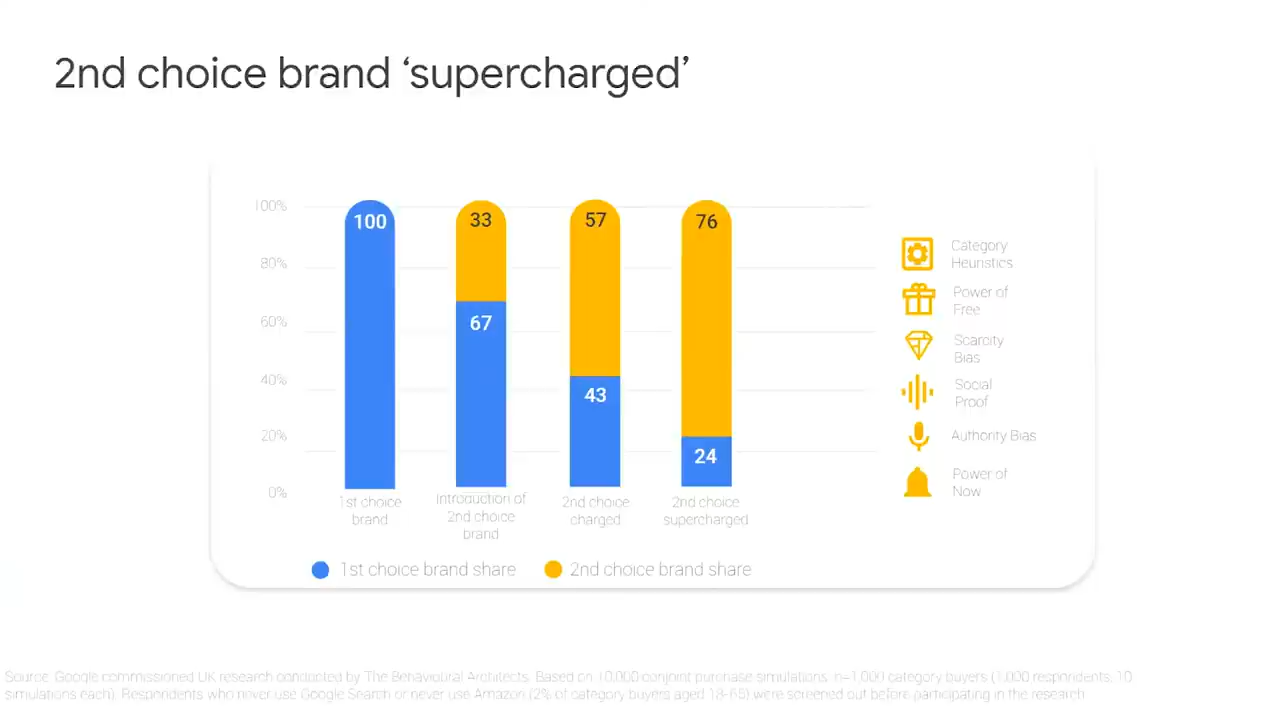 2nd choice brand ‘supercharged’
100%
80%
60%
40%
20%
0%
100
33
67
57
43
76
24
1st choice
brand
Introduction of
2nd choice
brand
2nd choice
charged
2nd choice
supercharged
1st choice brand share
2nd choice brand share
Category
Heuristics
Power of
Free
Scarcity
Bias
Social
Proof
Authority Bias
Power of
Now
Source: Google commissioned UK research conducted by The Behavioural Architects. Based on 10,000 conjoint purchase simulations, n=1,000 category buyers (1,000 respondents, 10
simulations each). Respondents who never use Google Search or never use Amazon (2% of category buyers aged 18-65) were screened out before participating in the research